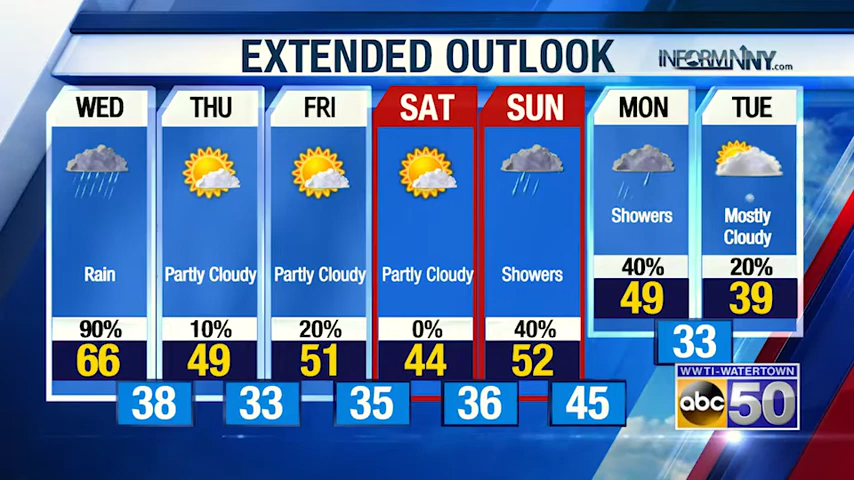 EXTENDED OUTLOOK
INFORMNNY.com
WED
THU
FRI
SAT
SUN
MON
TUE
Rain
Partly Cloudy
Partly Cloudy
Partly Cloudy
Showers
Showers
Mostly
Cloudy
90%
10%
20%
0%
40%
40%
20%
66
49
51
44
52
49
39
38
33
35
36
45
33
WWTI-WATERTOWN
abc 50